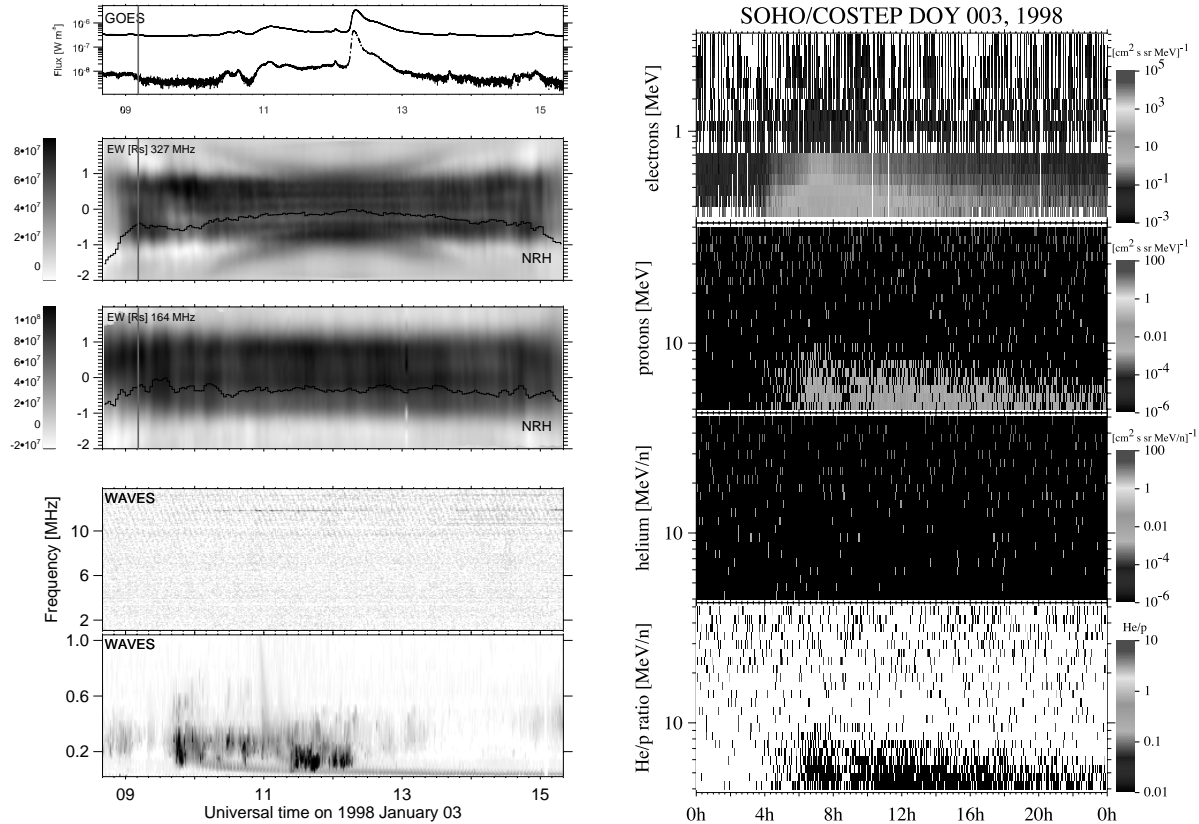 GOES
Flux [W m⁻²]
10⁻⁶
10⁻⁷
10⁻⁸
09 11 13 15
EW [Rs] 327 MHz
8•10⁷
6•10⁷
4•10⁷
2•10⁷
0
1
0
-1
-2
NRH
EW [Rs] 164 MHz
1•10⁸
8•10⁷
6•10⁷
4•10⁷
2•10⁷
0
-2•10⁷
1
0
-1
-2
NRH
WAVES
Frequency [MHz]
10
6
2
WAVES
1.0
0.6
0.2
09 11 13 15
Universal time on 1998 January 03
SOHO/COSTEP DOY 003, 1998
electrons [MeV]
1
[cm² s sr MeV]⁻¹
10⁵
10³
10
10⁻¹
10⁻³
protons [MeV]
10
[cm² s sr MeV]⁻¹
100
1
0.01
10⁻⁴
10⁻⁶
helium [MeV/n]
10
[cm² s sr MeV/n]⁻¹
100
1
0.01
10⁻⁴
10⁻⁶
He/p ratio [MeV/n]
10
He/p
10
1
0.1
0.01
0h 4h 8h 12h 16h 20h 0h